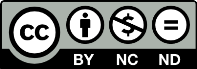 cc $ =
BY NC ND